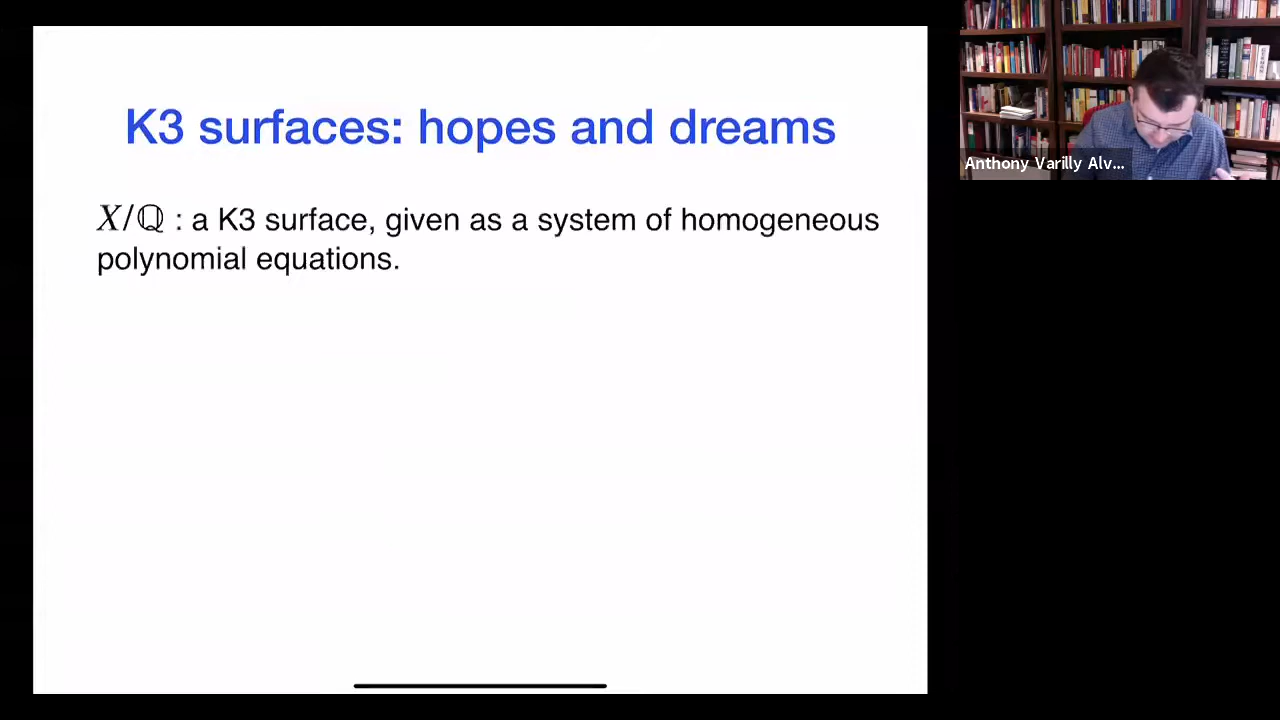 K3 surfaces: hopes and dreams
X/ℚ : a K3 surface, given as a system of homogeneous
polynomial equations.
Anthony Varilly Alv...